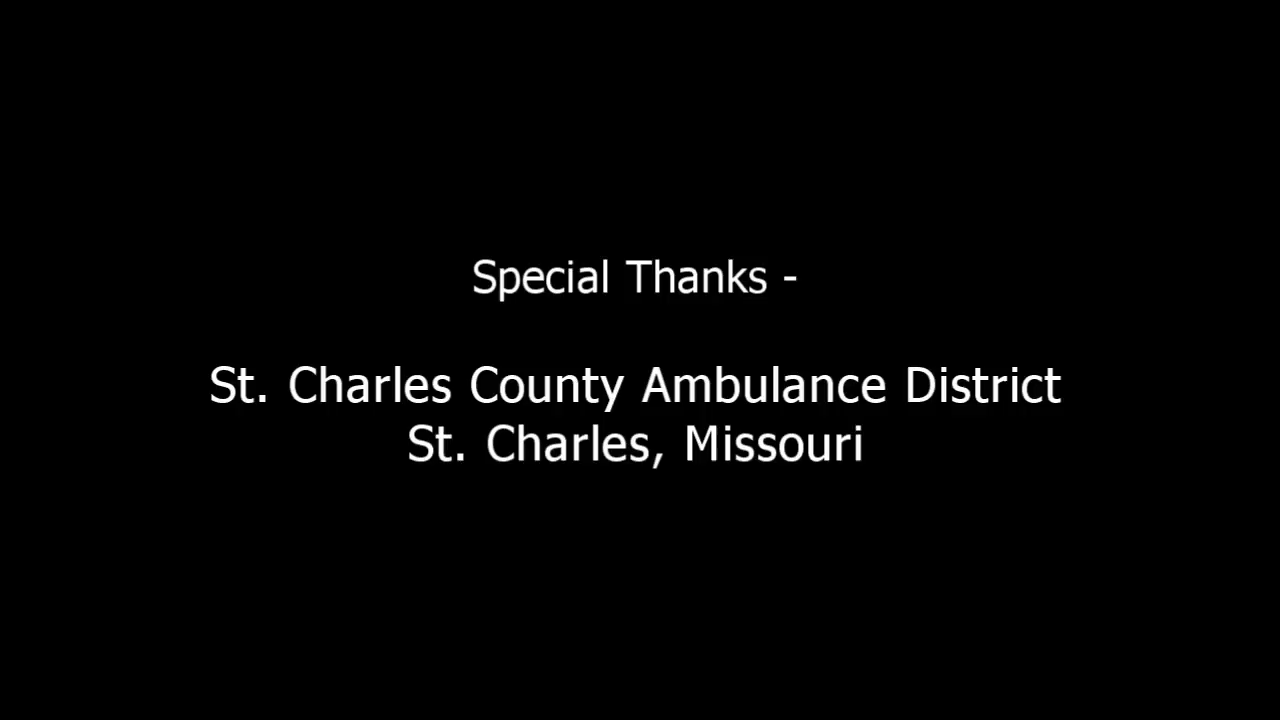 Special Thanks -
St. Charles County Ambulance District
St. Charles, Missouri